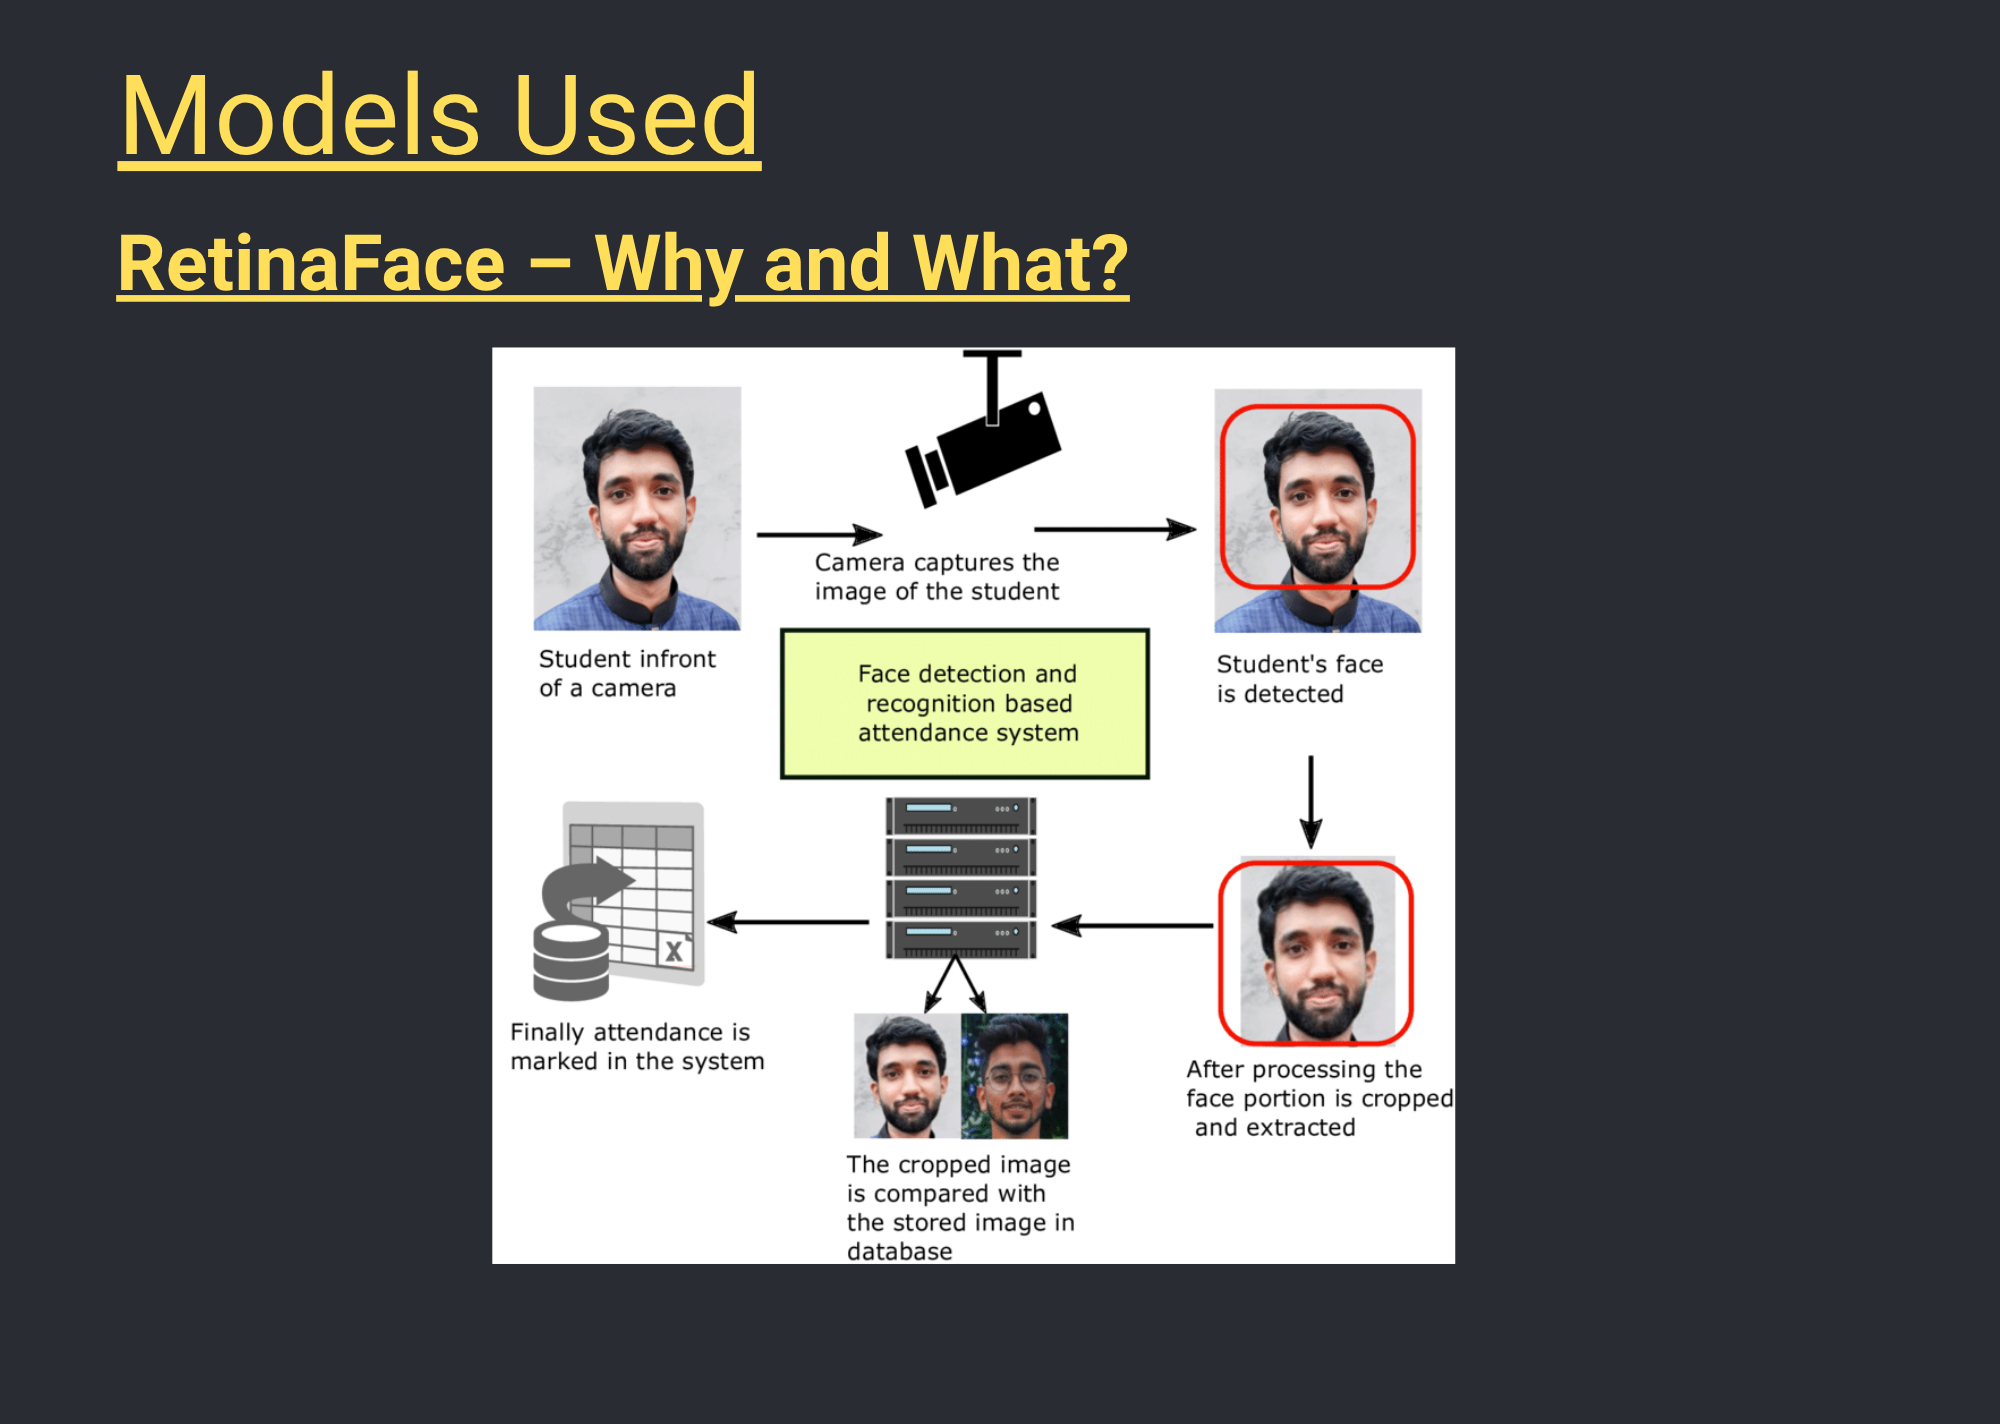 Models Used
RetinaFace – Why and What?
Camera captures the
image of the student
Student infront
of a camera
Student's face
is detected
Face detection and
recognition based
attendance system
Finally attendance is
marked in the system
X
After processing the
face portion is cropped
and extracted
The cropped image
is compared with
the stored image in
database